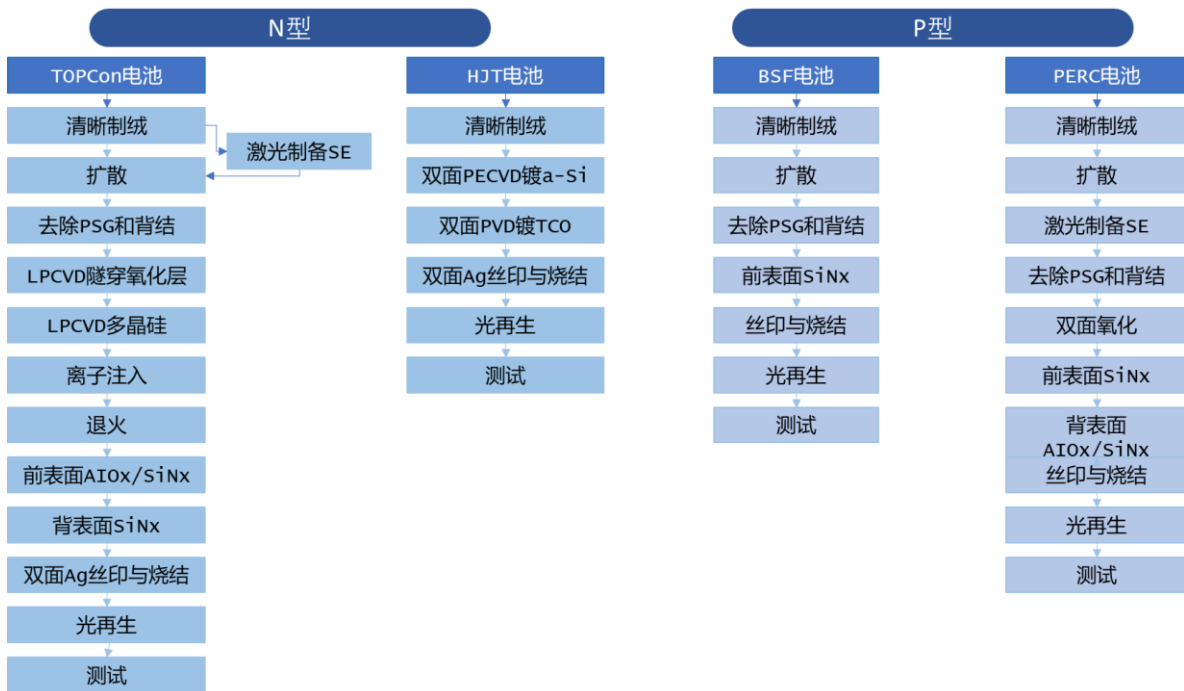 N型
TOPCon电池
清晰制绒
激光制备SE
扩散
去除PSG和背结
LPCVD隧穿氧化层
LPCVD多晶硅
离子注入
退火
前表面AIOx/SiNx
背表面SiNx
双面Ag丝印与烧结
光再生
测试
HJT电池
清晰制绒
双面PECVD镀a-Si
双面PVD镀TCO
双面Ag丝印与烧结
光再生
测试
P型
BSF电池
清晰制绒
扩散
去除PSG和背结
前表面SiNx
丝印与烧结
光再生
测试
PERC电池
清晰制绒
扩散
激光制备SE
去除PSG和背结
双面氧化
前表面SiNx
背表面
AIOx/SiNx
丝印与烧结
光再生
测试